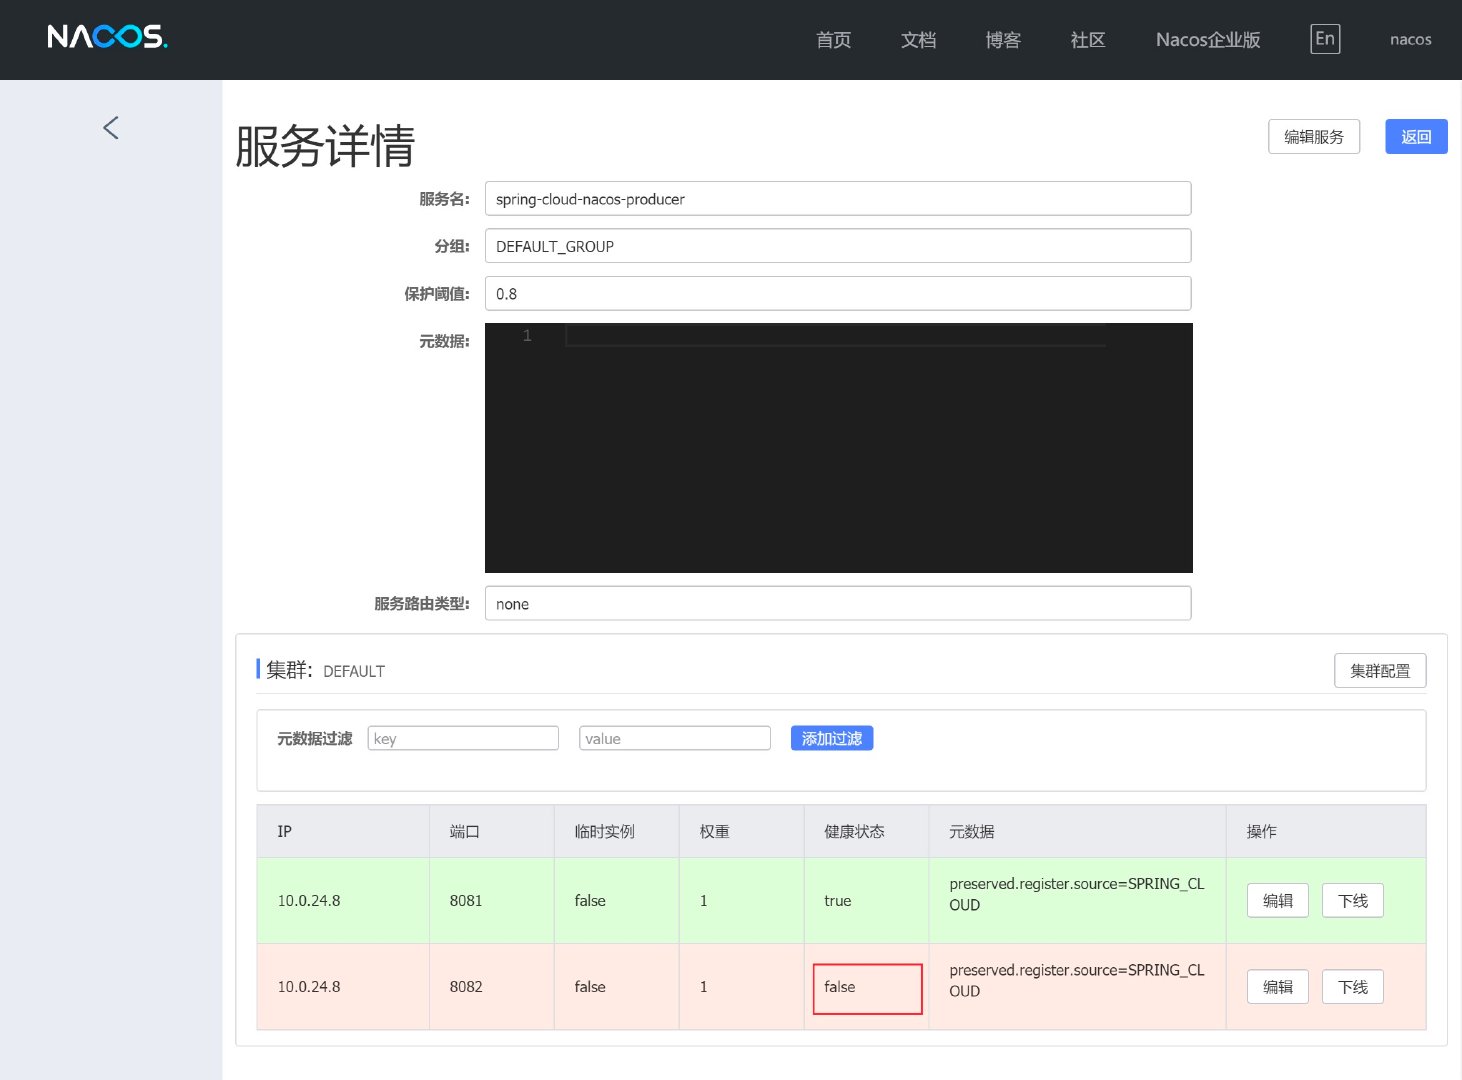 NACOS.
首页 文档 博客 社区 Nacos企业版 En nacos
服务详情
编辑服务 返回
服务名: spring-cloud-nacos-producer
分组: DEFAULT_GROUP
保护阈值: 0.8
元数据: 1
服务路由类型: none
集群: DEFAULT 集群配置
元数据过滤 key value 添加过滤
IP 端口 临时实例 权重 健康状态 元数据 操作
10.0.24.8 8081 false 1 true preserved.register.source=SPRING_CL
OUD 编辑 下线
10.0.24.8 8082 false 1 false preserved.register.source=SPRING_CL
OUD 编辑 下线